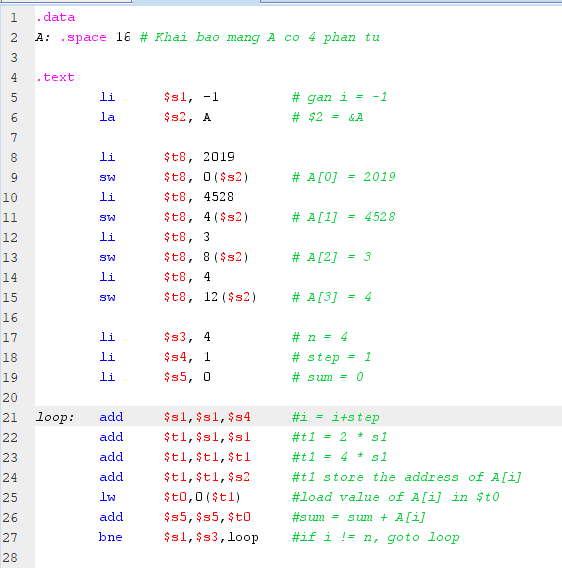 1 .data
2 A: .space 16 # Khai bao mang A co 4 phan tu
3
4 .text
5 li $s1, -1 # gan i = -1
6 la $s2, A # $2 = &A
7
8 li $t8, 2019
9 sw $t8, 0($s2) # A[0] = 2019
10 li $t8, 4528
11 sw $t8, 4($s2) # A[1] = 4528
12 li $t8, 3
13 sw $t8, 8($s2) # A[2] = 3
14 li $t8, 4
15 sw $t8, 12($s2) # A[3] = 4
16
17 li $s3, 4 # n = 4
18 li $s4, 1 # step = 1
19 li $s5, 0 # sum = 0
20
21 loop: add $s1,$s1,$s4 #i = i+step
22 add $t1,$s1,$s1 #t1 = 2 * s1
23 add $t1,$t1,$t1 #t1 = 4 * s1
24 add $t1,$t1,$s2 #t1 store the address of A[i]
25 lw $t0,0($t1) #load value of A[i] in $t0
26 add $s5,$s5,$t0 #sum = sum + A[i]
27 bne $s1,$s3,loop #if i != n, goto loop
28